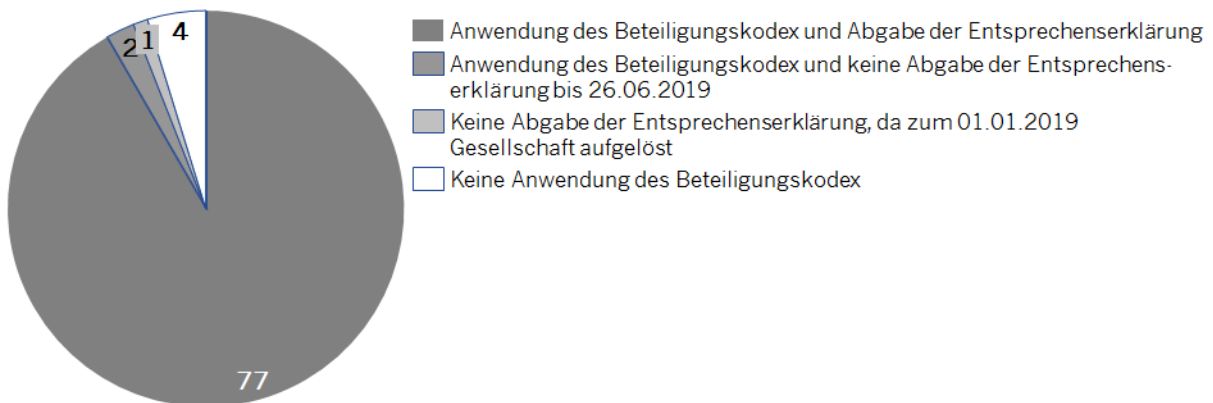 2 1 4
Anwendung des Beteiligungskodex und Abgabe der Entsprechenserklärung
Anwendung des Beteiligungskodex und keine Abgabe der Entsprechens-
erklärung bis 26.06.2019
Keine Abgabe der Entsprechenserklärung, da zum 01.01.2019
Gesellschaft aufgelöst
Keine Anwendung des Beteiligungskodex
77